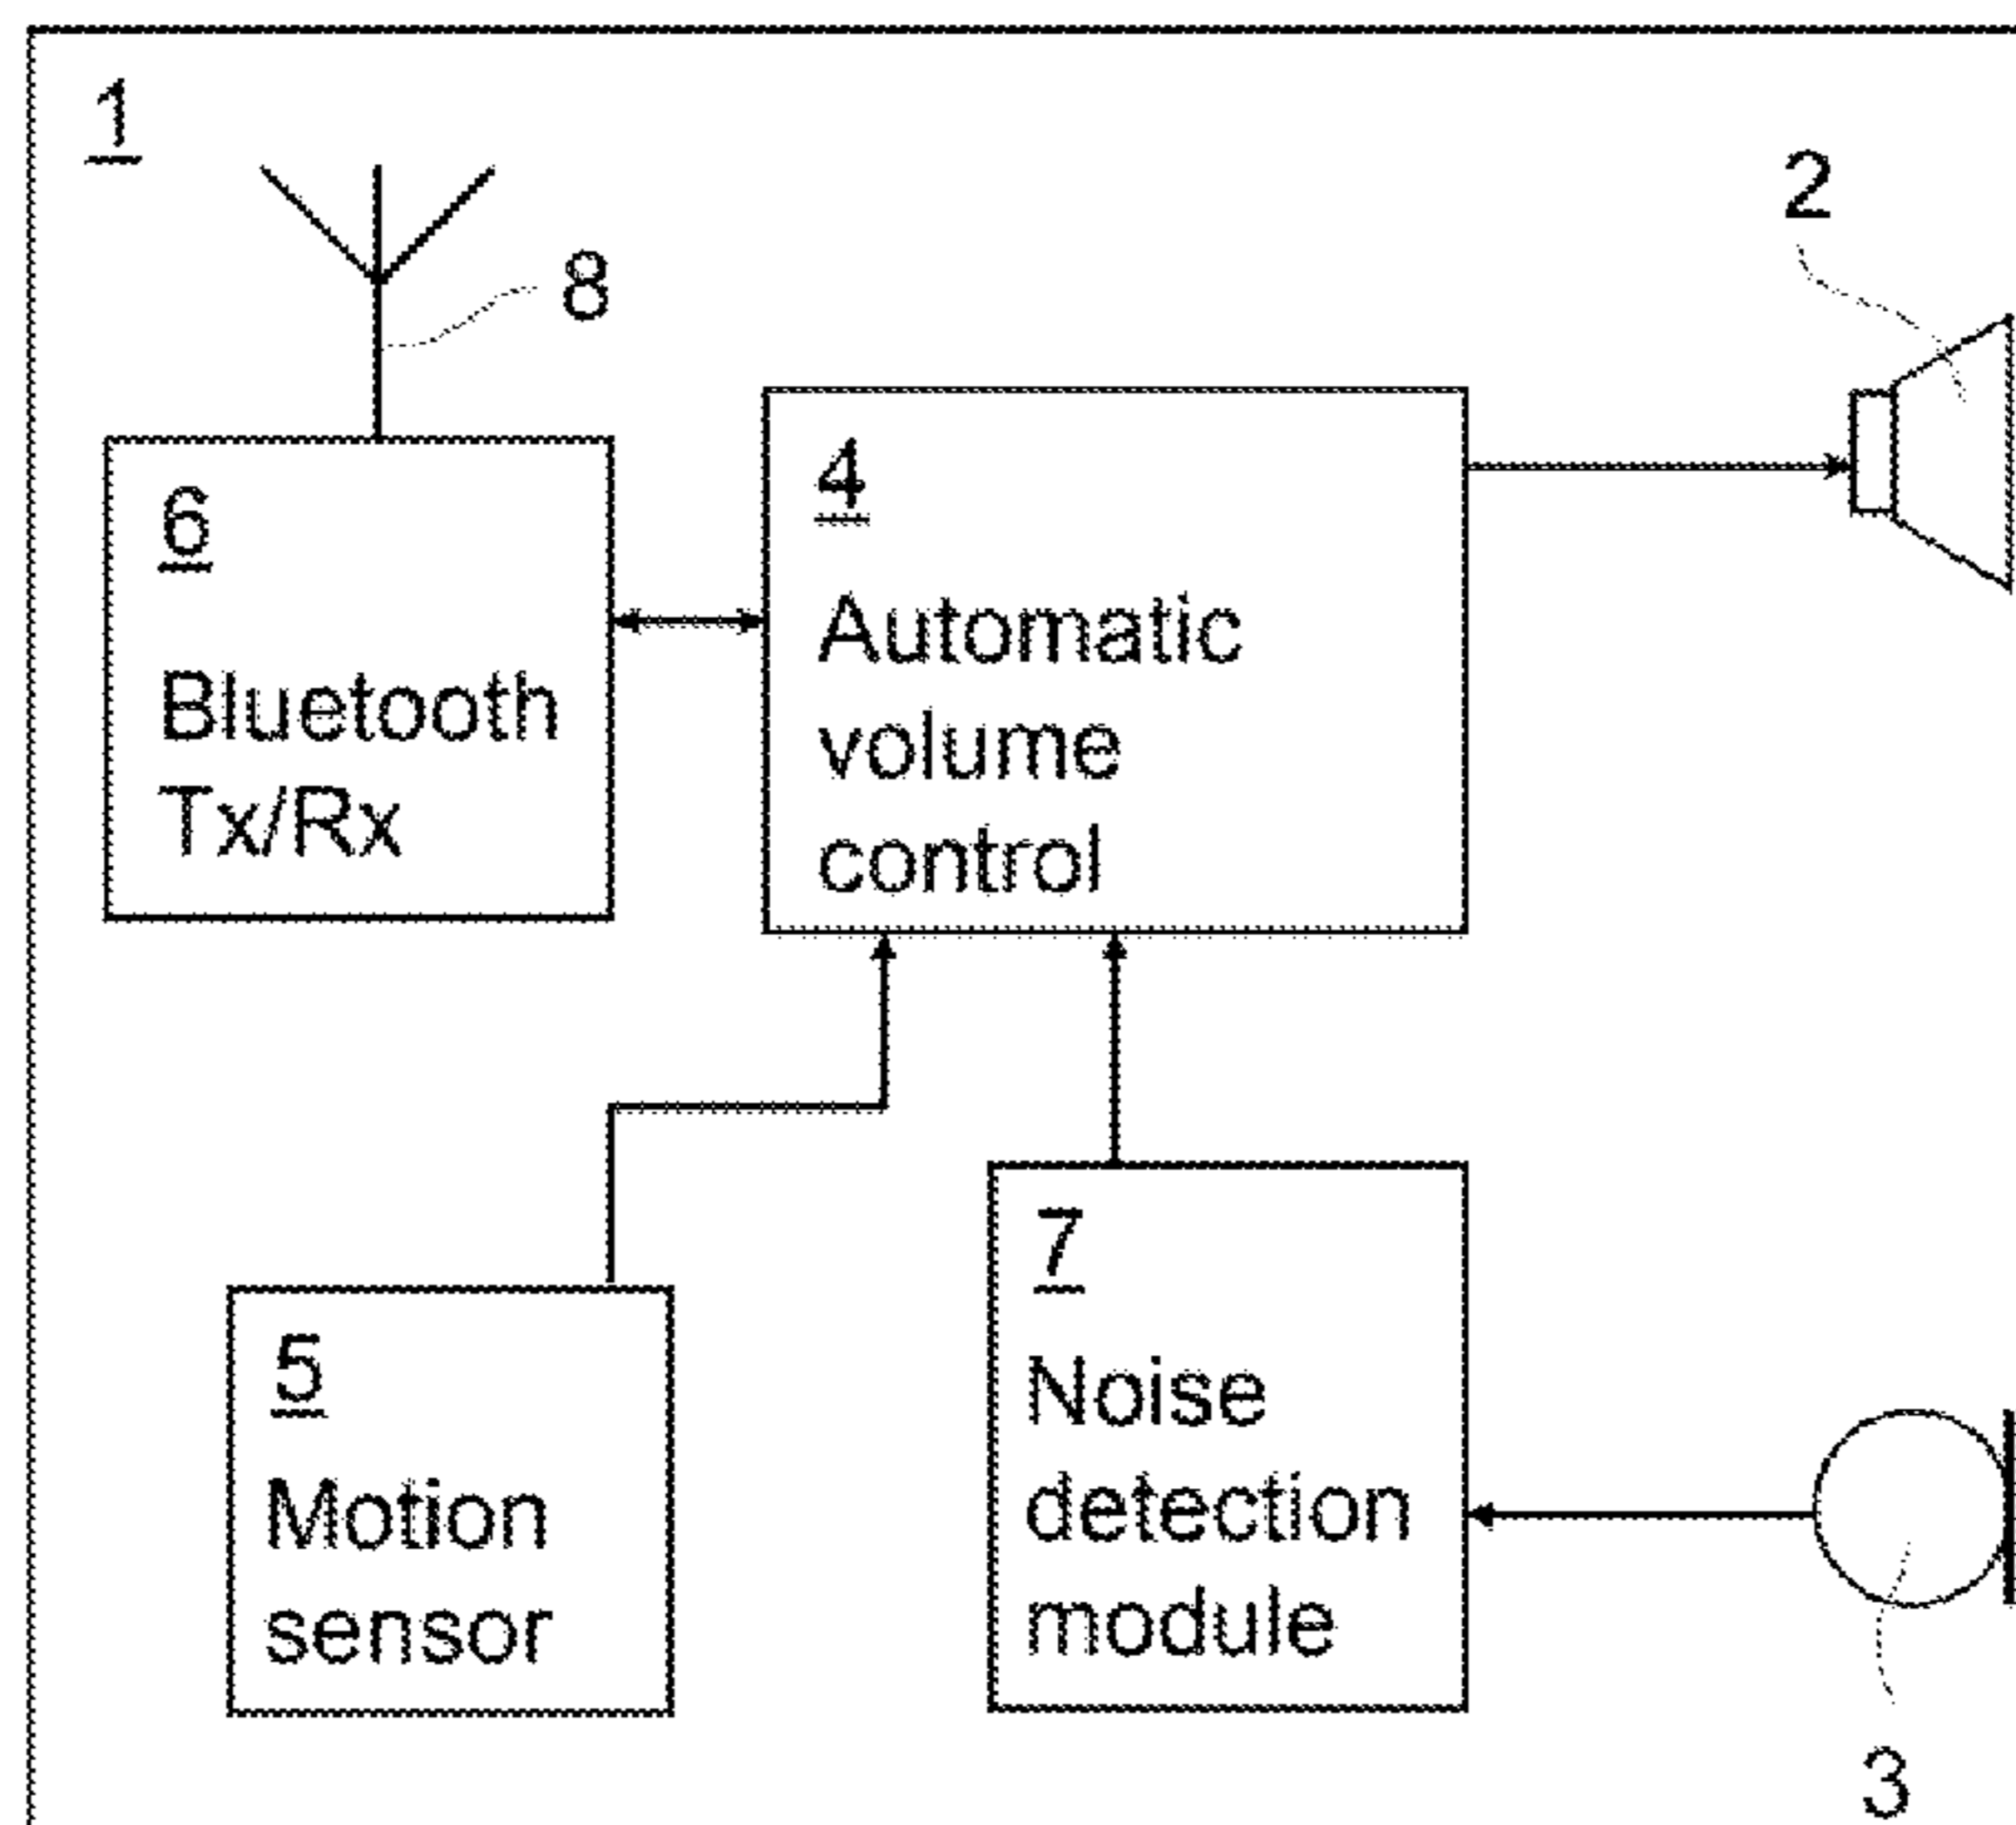 1
2
8
6
Bluetooth
Tx/Rx
4
Automatic
volume
control
5
Motion
sensor
7
Noise
detection
module
3